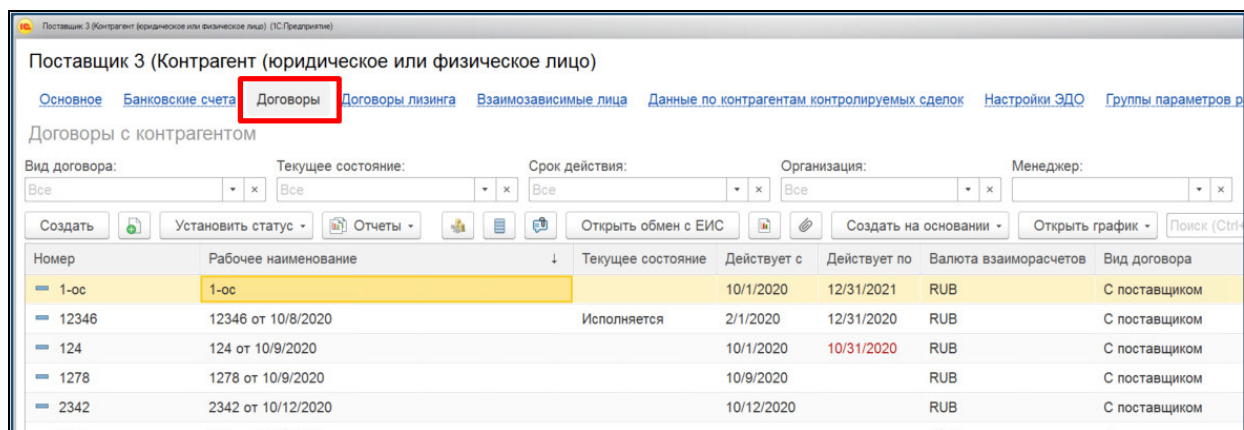 1С Поставщик 3 (Контрагент (юридическое или физическое лицо) (1С:Предприятие)
Поставщик 3 (Контрагент (юридическое или физическое лицо)
Основное Банковские счета Договоры Договоры лизинга Взаимозависимые лица Данные по контрагентам контролируемых сделок Настройки ЭДО Группы параметров р
Договоры с контрагентом
Вид договора: Текущее состояние: Срок действия: Организация: Менеджер:
Все Все Все Все
Создать Установить статус Отчеты Открыть обмен с ЕИС Создать на основании Открыть график Поиск (Ctrl+
Номер Рабочее наименование ↓ Текущее состояние Действует с Действует по Валюта взаиморасчетов Вид договора
1-ос 1-ос 10/1/2020 12/31/2021 RUB С поставщиком
12346 12346 от 10/8/2020 Исполняется 2/1/2020 12/31/2020 RUB С поставщиком
124 124 от 10/9/2020 10/1/2020 10/31/2020 RUB С поставщиком
1278 1278 от 10/9/2020 10/9/2020 RUB С поставщиком
2342 2342 от 10/12/2020 10/12/2020 RUB С поставщиком